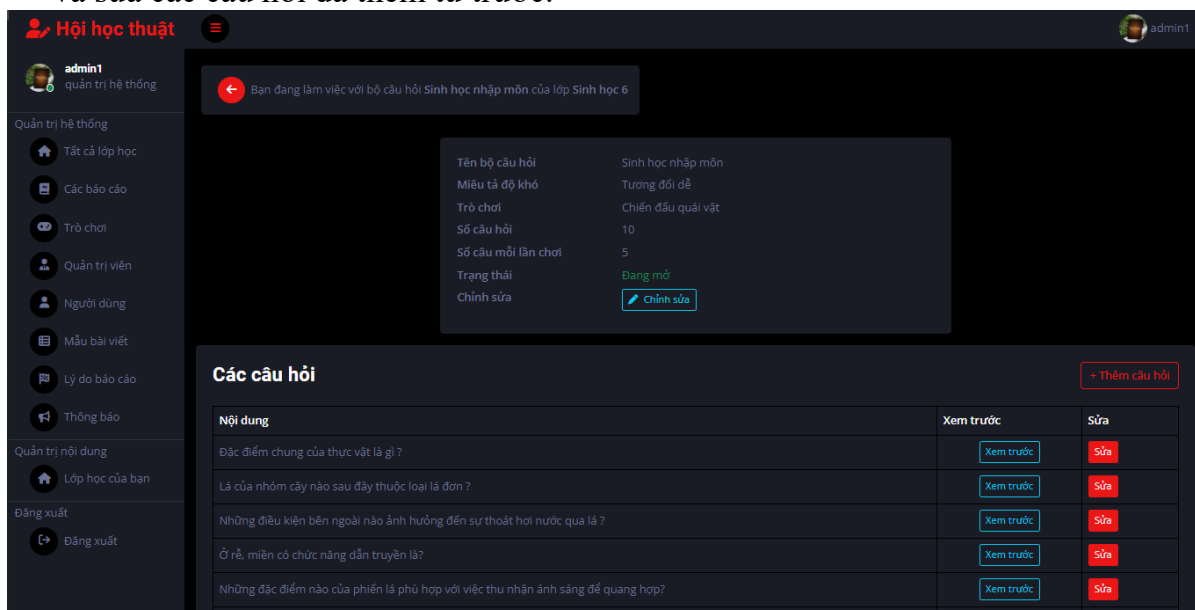 và sửa các câu hỏi đã thêm từ trước.
Hội học thuật
admin1
admin1
quản trị hệ thống
Bạn đang làm việc với bộ câu hỏi Sinh học nhập môn của lớp Sinh học 6
Quản trị hệ thống
Tất cả lớp học
Các báo cáo
Trò chơi
Quản trị viên
Người dùng
Mẫu bài viết
Lý do báo cáo
Thông báo
Quản trị nội dung
Lớp học của bạn
Đăng xuất
Đăng xuất
Tên bộ câu hỏi Sinh học nhập môn
Miêu tả độ khó Tương đối dễ
Trò chơi Chiến đấu quái vật
Số câu hỏi 10
Số câu mỗi lần chơi 5
Trạng thái Đang mở
Chỉnh sửa Chỉnh sửa
Các câu hỏi + Thêm câu hỏi
Nội dung Xem trước Sửa
Đặc điểm chung của thực vật là gì ? Xem trước Sửa
Lá của nhóm cây nào sau đây thuộc loại lá đơn ? Xem trước Sửa
Những điều kiện bên ngoài nào ảnh hưởng đến sự thoát hơi nước qua lá ? Xem trước Sửa
Ở rễ, miền có chức năng dẫn truyền là? Xem trước Sửa
Những đặc điểm nào của phiến lá phù hợp với việc thu nhận ánh sáng để quang hợp? Xem trước Sửa